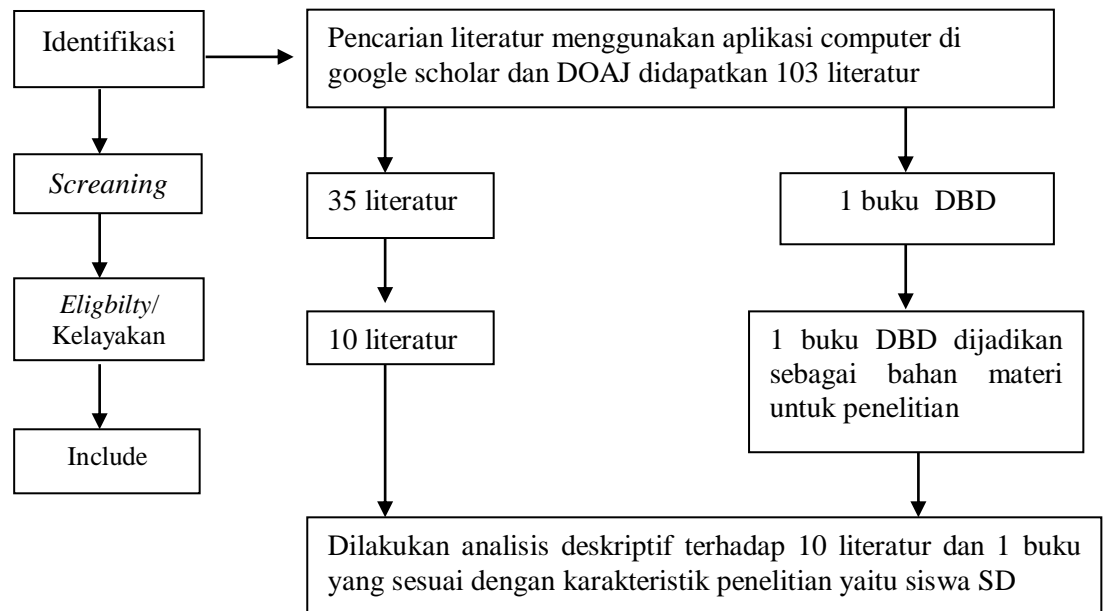 Identifikasi
Pencarian literatur menggunakan aplikasi computer di
google scholar dan DOAJ didapatkan 103 literatur
Screaning
35 literatur
1 buku DBD
Eligbilty/
Kelayakan
10 literatur
1 buku DBD dijadikan
sebagai bahan materi
untuk penelitian
Include
Dilakukan analisis deskriptif terhadap 10 literatur dan 1 buku
yang sesuai dengan karakteristik penelitian yaitu siswa SD